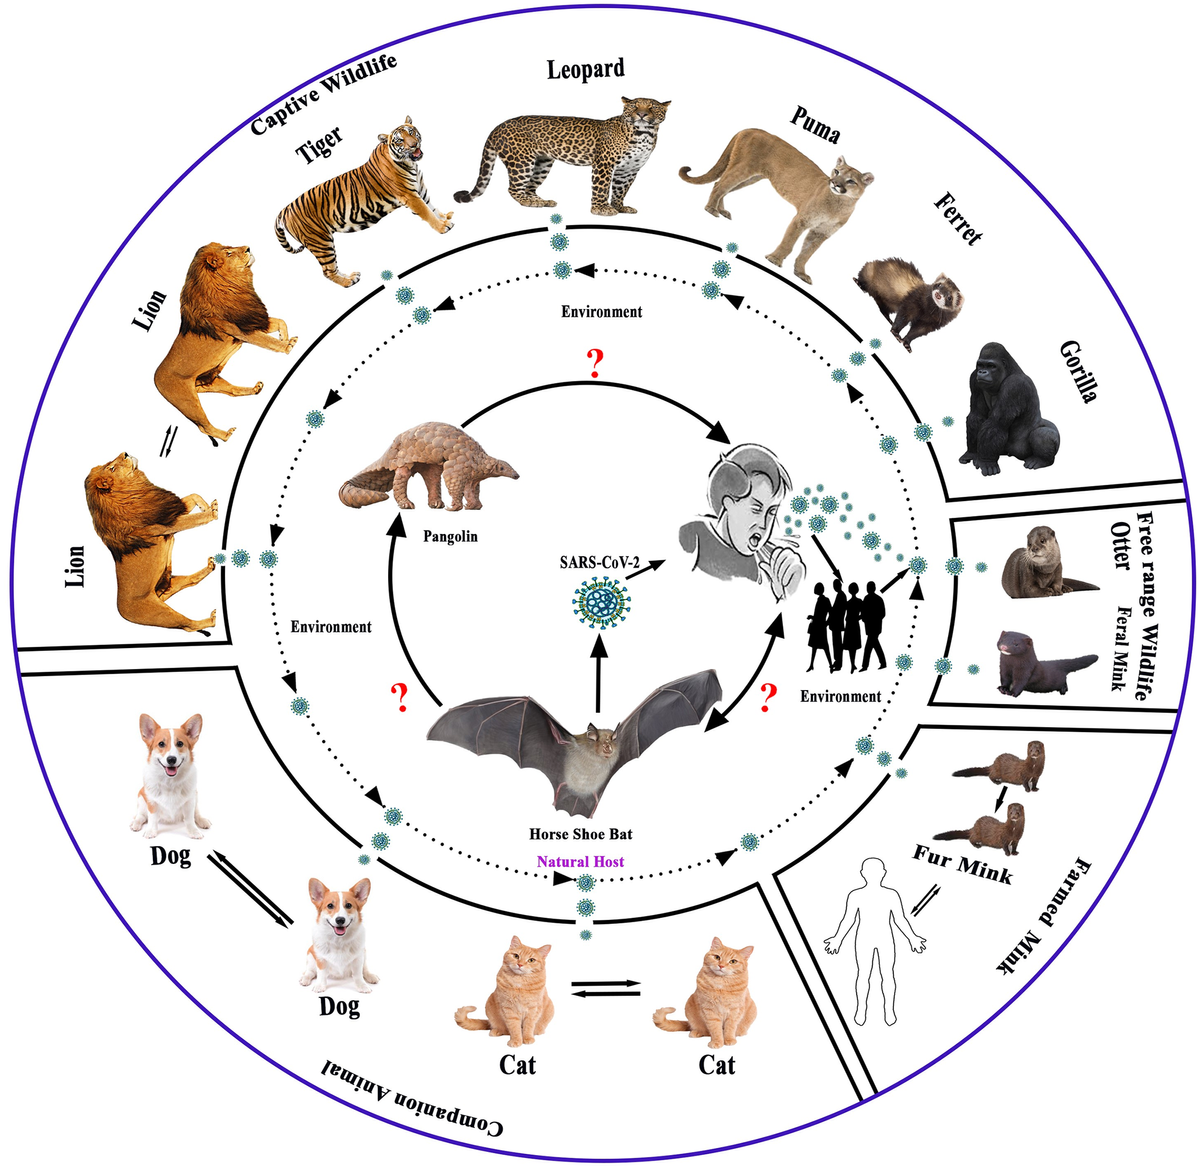 Captive Wildlife
Leopard
Tiger
Puma
Ferret
Lion
Gorilla
Environment
?
Pangolin
SARS-CoV-2
Lion
Free range Wildlife
Otter
Feral Mink
Environment
?
?
Environment
Horse Shoe Bat
Natural Host
Dog
Dog
Cat
Cat
Companion Animal
Fur Mink
Farmed Mink